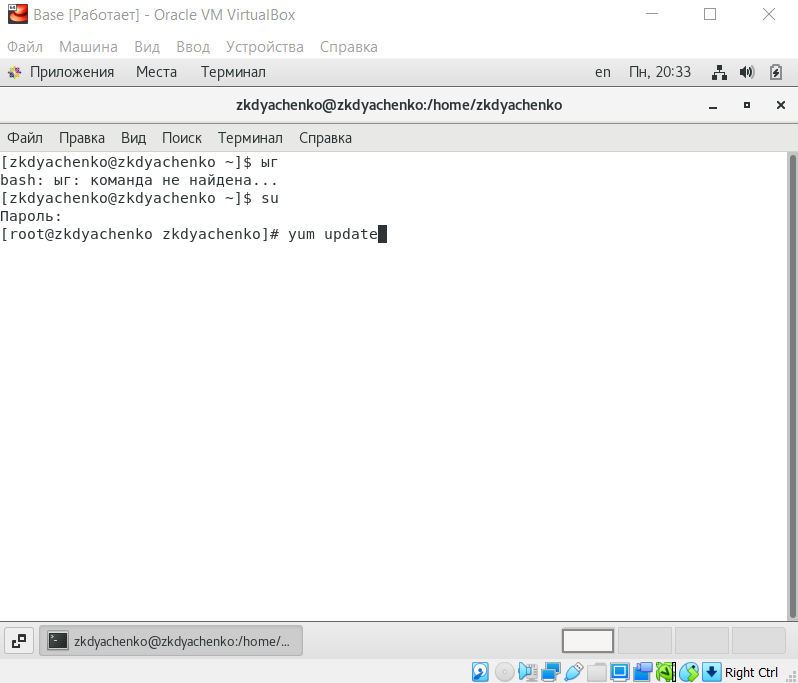 Base [Работает] - Oracle VM VirtualBox
Файл Машина Вид Ввод Устройства Справка
Приложения Места Терминал en Пн, 20:33
zkdyachenko@zkdyachenko:/home/zkdyachenko
Файл Правка Вид Поиск Терминал Справка
[zkdyachenko@zkdyachenko ~]$ ыг
bash: ыг: команда не найдена...
[zkdyachenko@zkdyachenko ~]$ su
Пароль:
[root@zkdyachenko zkdyachenko]# yum update
zkdyachenko@zkdyachenko:/home/...
Right Ctrl